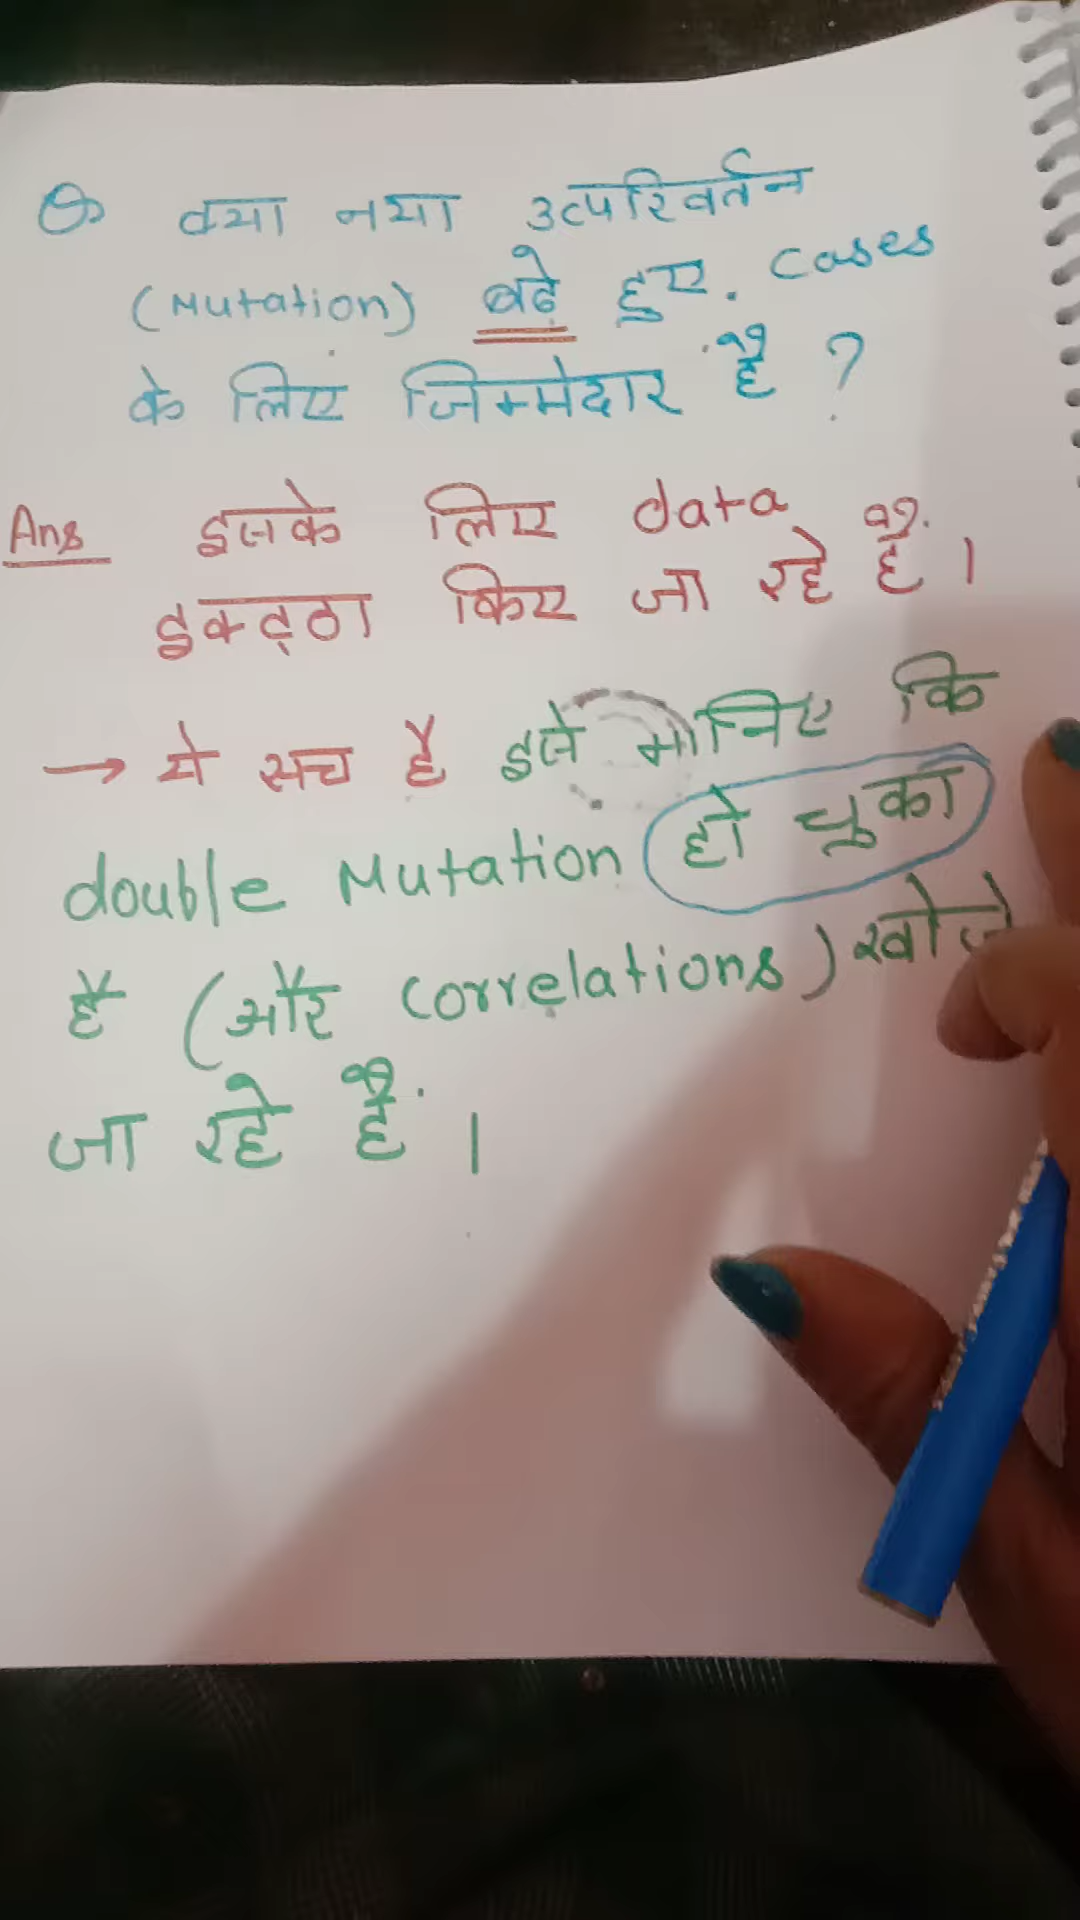 Q क्या नया उत्परिवर्तन
(Mutation) बढ़े हुए cases
के लिए जिम्मेदार हैं ?
Ans इसके लिए data
इकट्ठा किए जा रहे हैं ।
→ ये सच है इसे मानिए कि
double Mutation हो चूका
है (और correlations) खोजे
जा रहे हैं ।